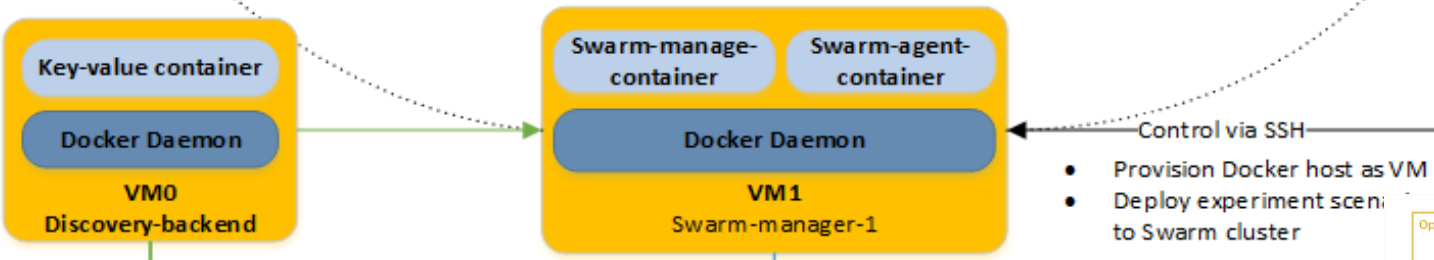 Key-value container
Docker Daemon
VM0
Discovery-backend
Swarm-manage-
container
Swarm-agent-
container
Docker Daemon
VM1
Swarm-manager-1
Control via SSH
• Provision Docker host as VM
• Deploy experiment
to Swarm cluster